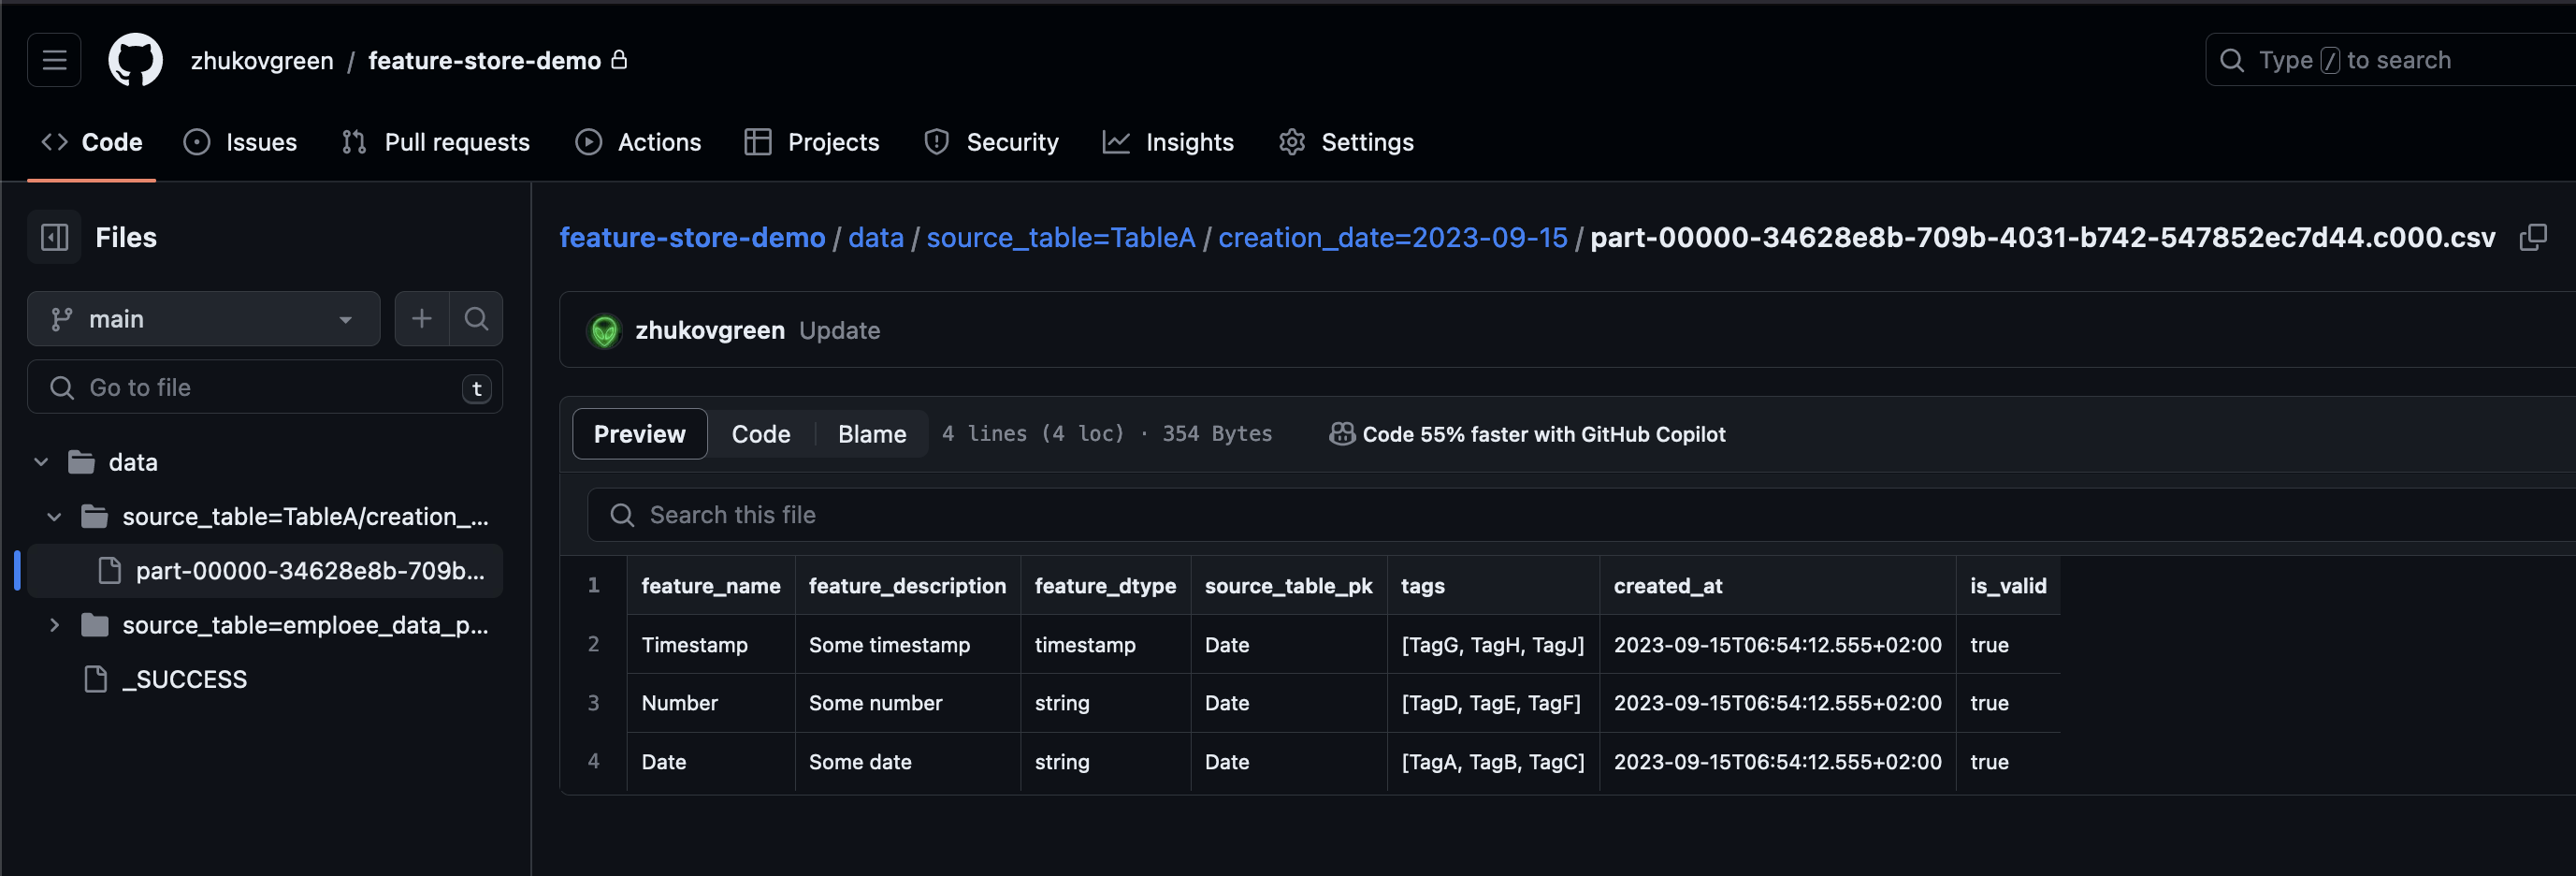 zhukovgreen / feature-store-demo
Type / to search
Code Issues Pull requests Actions Projects Security Insights Settings
Files
main
Go to file t
data
source_table=TableA/creation_...
part-00000-34628e8b-709b...
source_table=emploee_data_p...
_SUCCESS
feature-store-demo / data / source_table=TableA / creation_date=2023-09-15 / part-00000-34628e8b-709b-4031-b742-547852ec7d44.c000.csv
zhukovgreen Update
Preview Code Blame 4 lines (4 loc) · 354 Bytes Code 55% faster with GitHub Copilot
Search this file
1 feature_name feature_description feature_dtype source_table_pk tags created_at is_valid
2 Timestamp Some timestamp timestamp Date [TagG, TagH, TagJ] 2023-09-15T06:54:12.555+02:00 true
3 Number Some number string Date [TagD, TagE, TagF] 2023-09-15T06:54:12.555+02:00 true
4 Date Some date string Date [TagA, TagB, TagC] 2023-09-15T06:54:12.555+02:00 true